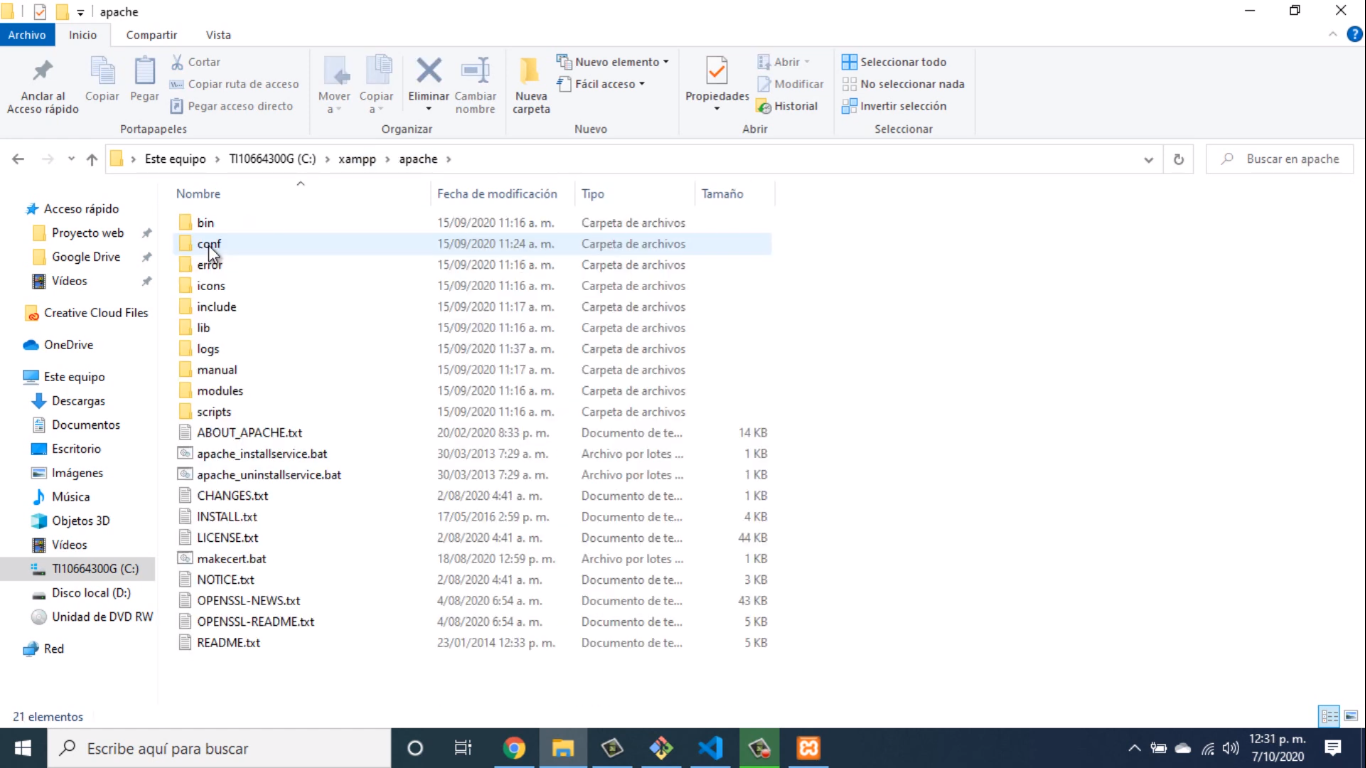 apache
Archivo Inicio Compartir Vista
Cortar
Copiar ruta de acceso
Pegar acceso directo
Anclar al
Acceso rápido
Copiar
Pegar
Portapapeles
Mover
a
Copiar
a
Eliminar
Cambiar
nombre
Organizar
Nueva
carpeta
Nuevo elemento
Fácil acceso
Nuevo
Propiedades
Abrir
Modificar
Historial
Abrir
Seleccionar todo
No seleccionar nada
Invertir selección
Seleccionar
Este equipo > TI10664300G (C:) > xampp > apache >
Buscar en apache
Acceso rápido
Proyecto web
Google Drive
Vídeos
Creative Cloud Files
OneDrive
Este equipo
Descargas
Documentos
Escritorio
Imágenes
Música
Objetos 3D
Vídeos
TI10664300G (C:)
Disco local (D:)
Unidad de DVD RW
Red
Nombre Fecha de modificación Tipo Tamaño
bin 15/09/2020 11:16 a. m. Carpeta de archivos
conf 15/09/2020 11:24 a. m. Carpeta de archivos
error 15/09/2020 11:16 a. m. Carpeta de archivos
icons 15/09/2020 11:16 a. m. Carpeta de archivos
include 15/09/2020 11:17 a. m. Carpeta de archivos
lib 15/09/2020 11:16 a. m. Carpeta de archivos
logs 15/09/2020 11:37 a. m. Carpeta de archivos
manual 15/09/2020 11:17 a. m. Carpeta de archivos
modules 15/09/2020 11:16 a. m. Carpeta de archivos
scripts 15/09/2020 11:16 a. m. Carpeta de archivos
ABOUT_APACHE.txt 20/02/2020 8:33 p. m. Documento de te... 14 KB
apache_installservice.bat 30/03/2013 7:29 a. m. Archivo por lotes ... 1 KB
apache_uninstallservice.bat 30/03/2013 7:29 a. m. Archivo por lotes ... 1 KB
CHANGES.txt 2/08/2020 4:41 a. m. Documento de te... 1 KB
INSTALL.txt 17/05/2016 2:59 p. m. Documento de te... 4 KB
LICENSE.txt 2/08/2020 4:41 a. m. Documento de te... 44 KB
makecert.bat 18/08/2020 12:59 p. m. Archivo por lotes ... 1 KB
NOTICE.txt 2/08/2020 4:41 a. m. Documento de te... 3 KB
OPENSSL-NEWS.txt 4/08/2020 6:54 a. m. Documento de te... 43 KB
OPENSSL-README.txt 4/08/2020 6:54 a. m. Documento de te... 5 KB
README.txt 23/01/2014 12:33 p. m. Documento de te... 5 KB
21 elementos
Escribe aquí para buscar
12:31 p. m.
7/10/2020